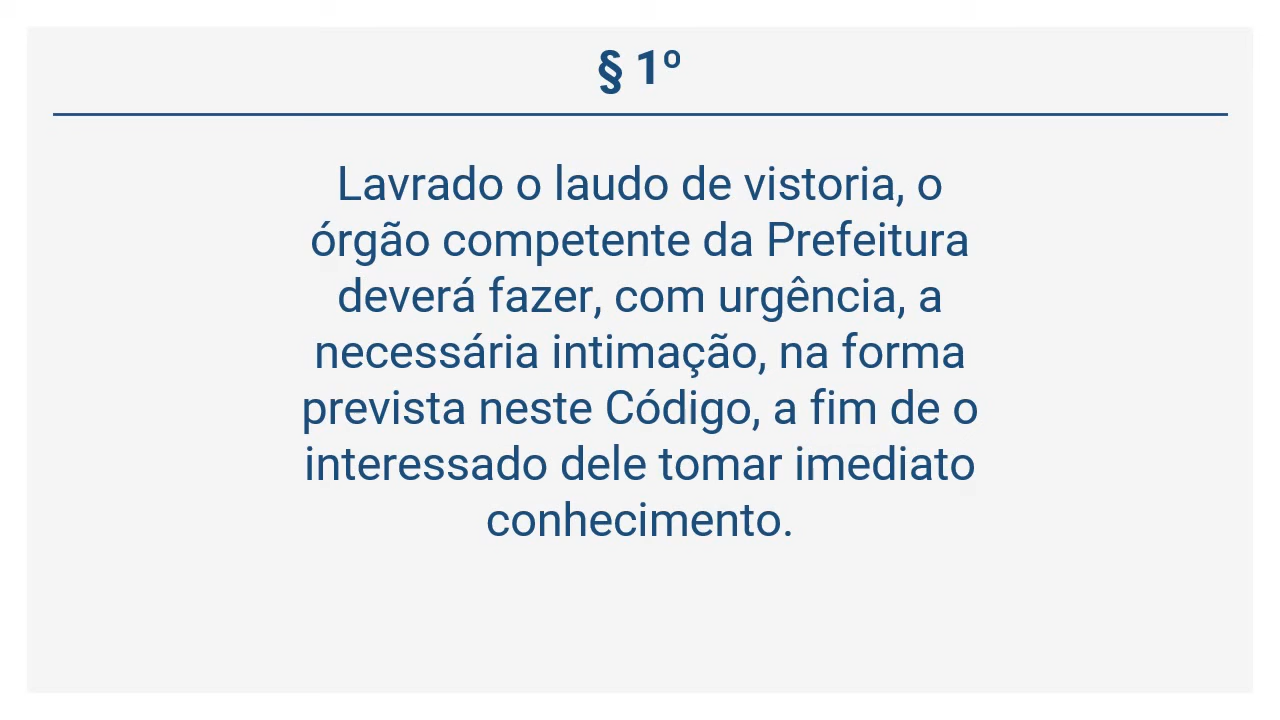 § 1º
Lavrado o laudo de vistoria, o
órgão competente da Prefeitura
deverá fazer, com urgência, a
necessária intimação, na forma
prevista neste Código, a fim de o
interessado dele tomar imediato
conhecimento.